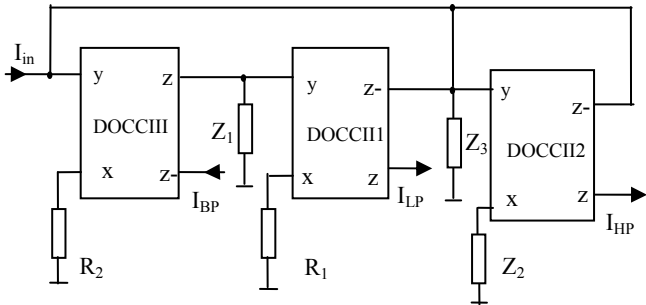 I_in
y z
DOCCIII
x z-
Z_1
I_BP
R_2
y z-
DOCCII1
x z
I_LP
R_1
Z_3
y
z-
DOCCII2
x z
I_HP
Z_2